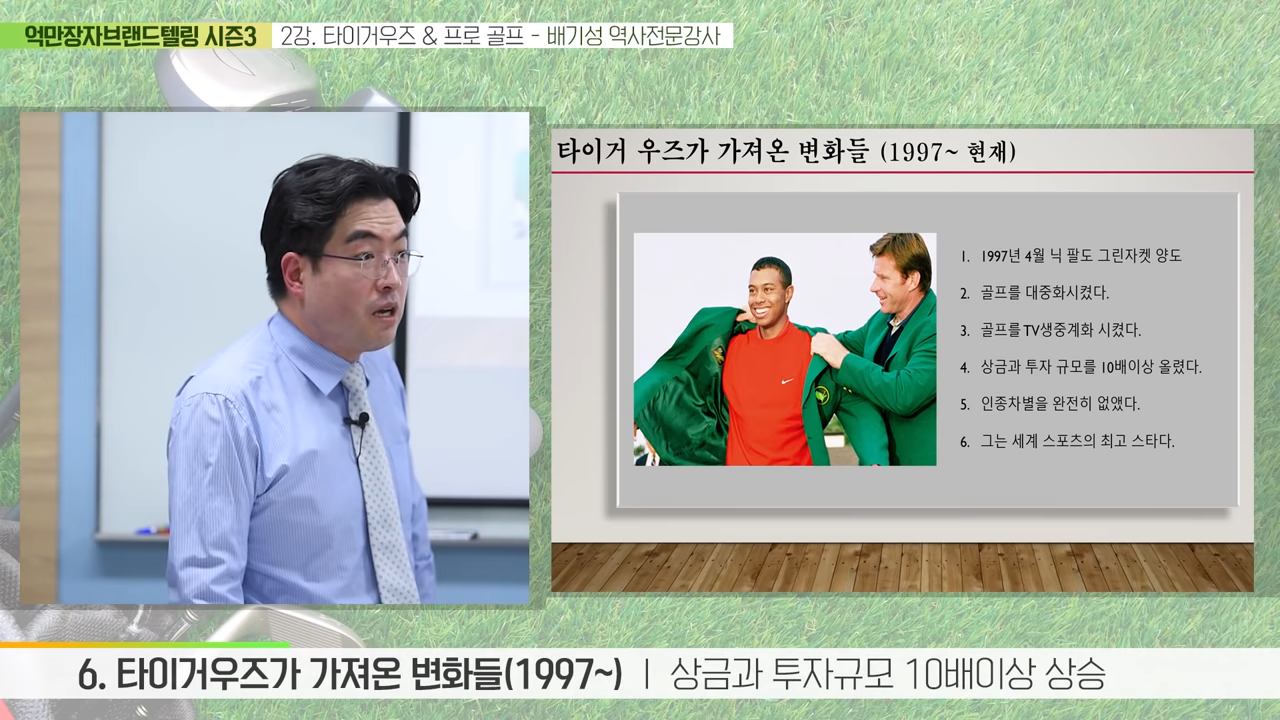 억만장자브랜드텔링 시즌3 2강. 타이거우즈 & 프로 골프 - 배기성 역사전문강사
타이거 우즈가 가져온 변화들 (1997~ 현재)
1. 1997년 4월 닉 팔도 그린자켓 양도
2. 골프를 대중화시켰다.
3. 골프를 TV생중계화 시켰다.
4. 상금과 투자 규모를 10배이상 올렸다.
5. 인종차별을 완전히 없앴다.
6. 그는 세계 스포츠의 최고 스타다.
6. 타이거우즈가 가져온 변화들(1997~) ㅣ 상금과 투자규모 10배이상 상승